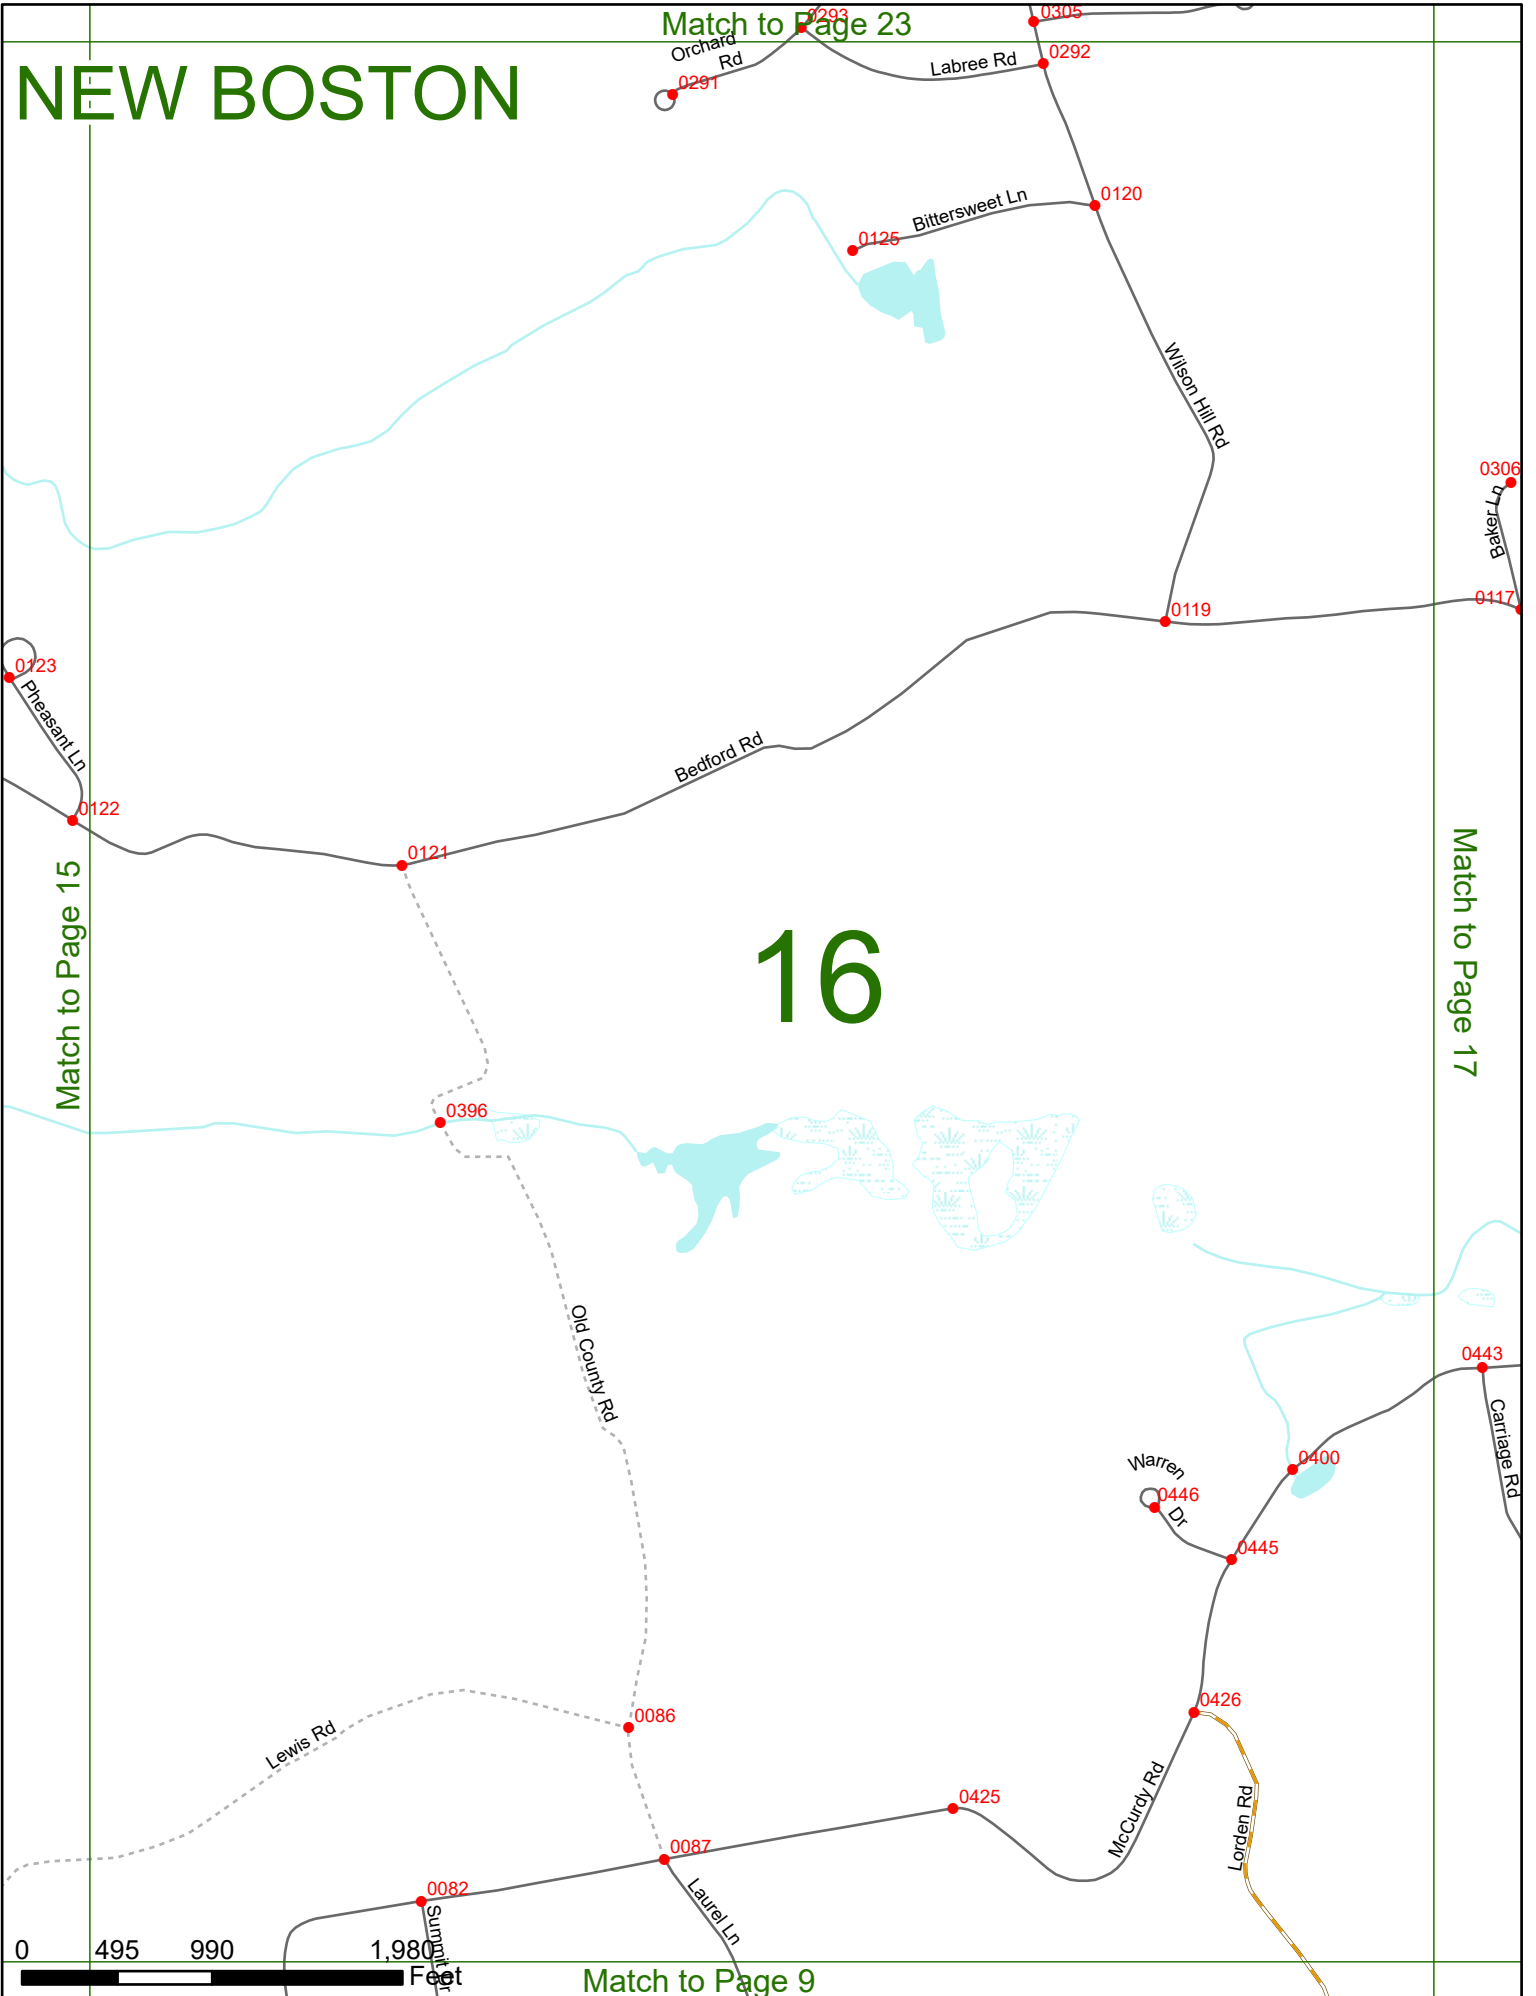 0293
0305
Match to Page 23
Orchard
Rd
0292
Labree Rd
0291
NEW BOSTON
0120
Bittersweet Ln
0125
Wilson Hill Rd
0306
Baker Ln
0117
0119
0123
Pheasant Ln
Bedford Rd
0122
0121
Match to Page 15
Match to Page 17
16
0396
Old County Rd
0443
Carriage Rd
0400
Warren
Dr
0446
0445
0426
0086
Lewis Rd
McCurdy Rd
Lorden Rd
0425
0087
0082
Laurel Ln
Summit Dr
0 495 990 1,980
Feet
Match to Page 9